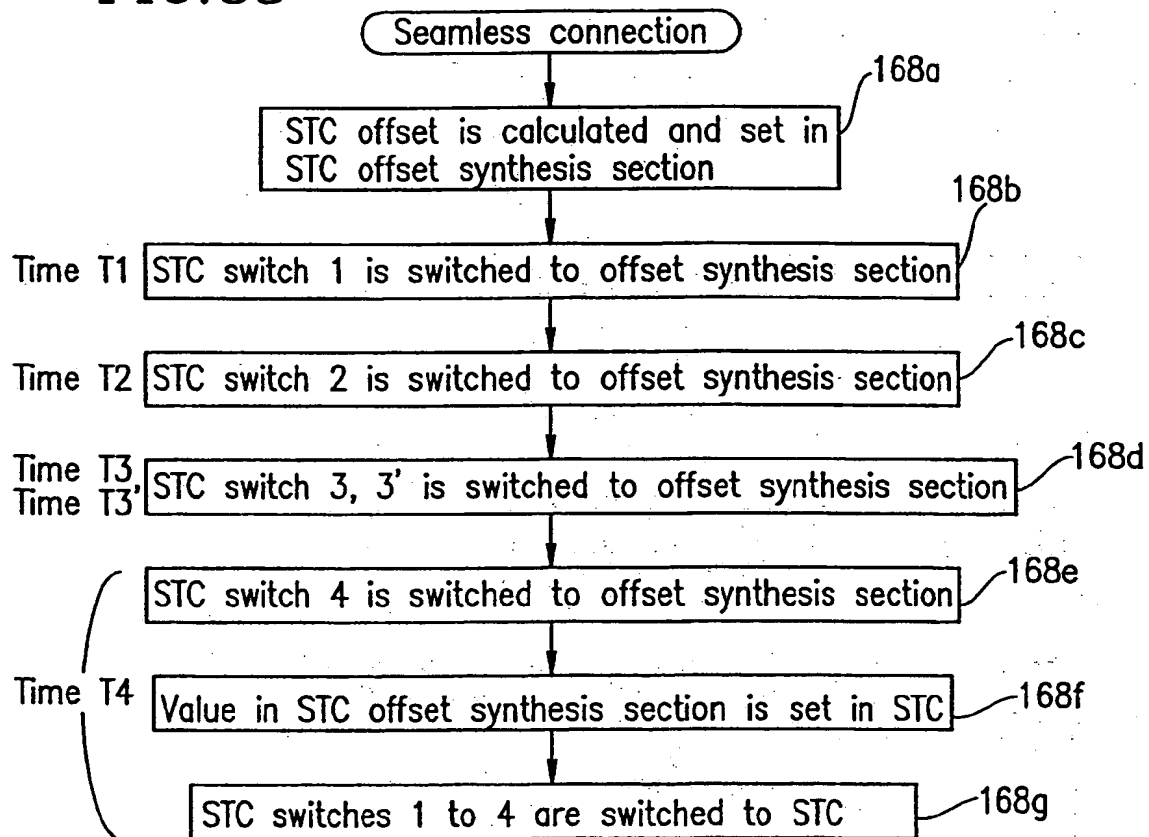 Seamless connection
168a
STC offset is calculated and set in
STC offset synthesis section
168b
Time T1 STC switch 1 is switched to offset synthesis section
168c
Time T2 STC switch 2 is switched to offset synthesis section
168d
Time T3,
Time T3' STC switch 3, 3' is switched to offset synthesis section
168e
STC switch 4 is switched to offset synthesis section
Time T4
168f
Value in STC offset synthesis section is set in STC
168g
STC switches 1 to 4 are switched to STC